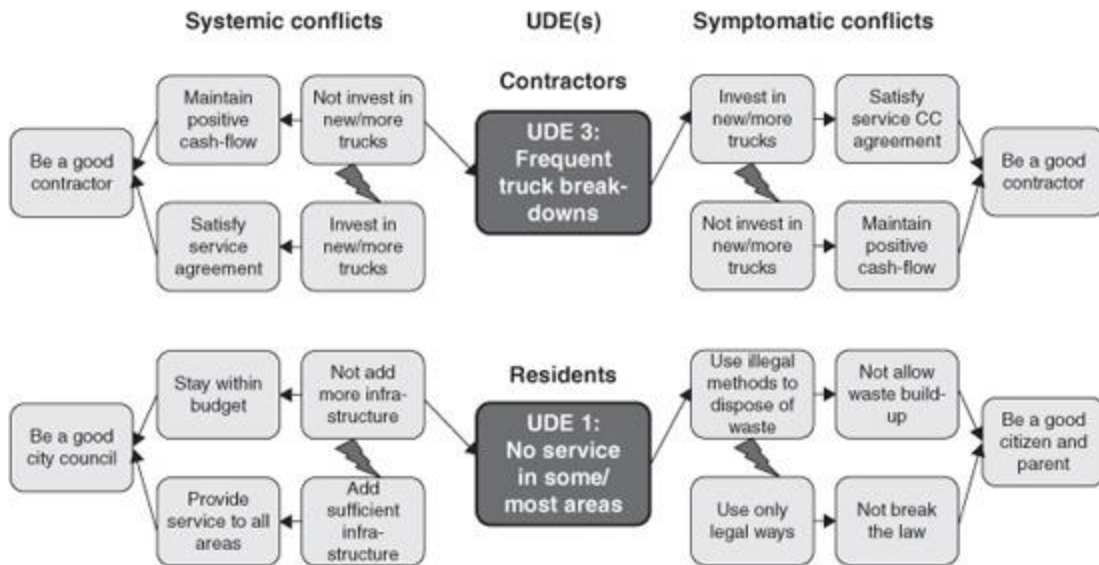 Systemic conflicts
UDE(s)
Symptomatic conflicts
Contractors
Be a good
contractor
Maintain
positive
cash-flow
Not invest in
new/more
trucks
Satisfy
service
agreement
Invest in
new/more
trucks
UDE 3:
Frequent
truck break-
downs
Invest in
new/more
trucks
Satisfy
service CC
agreement
Not invest in
new/more
trucks
Maintain
positive
cash-flow
Be a good
contractor
Residents
Be a good
city council
Stay within
budget
Not add
more infra-
structure
Provide
service to all
areas
Add
sufficient
infra-
structure
UDE 1:
No service
in some/
most areas
Use illegal
methods to
dispose of
waste
Not allow
waste build-
up
Use only
legal ways
Not break
the law
Be a good
citizen and
parent